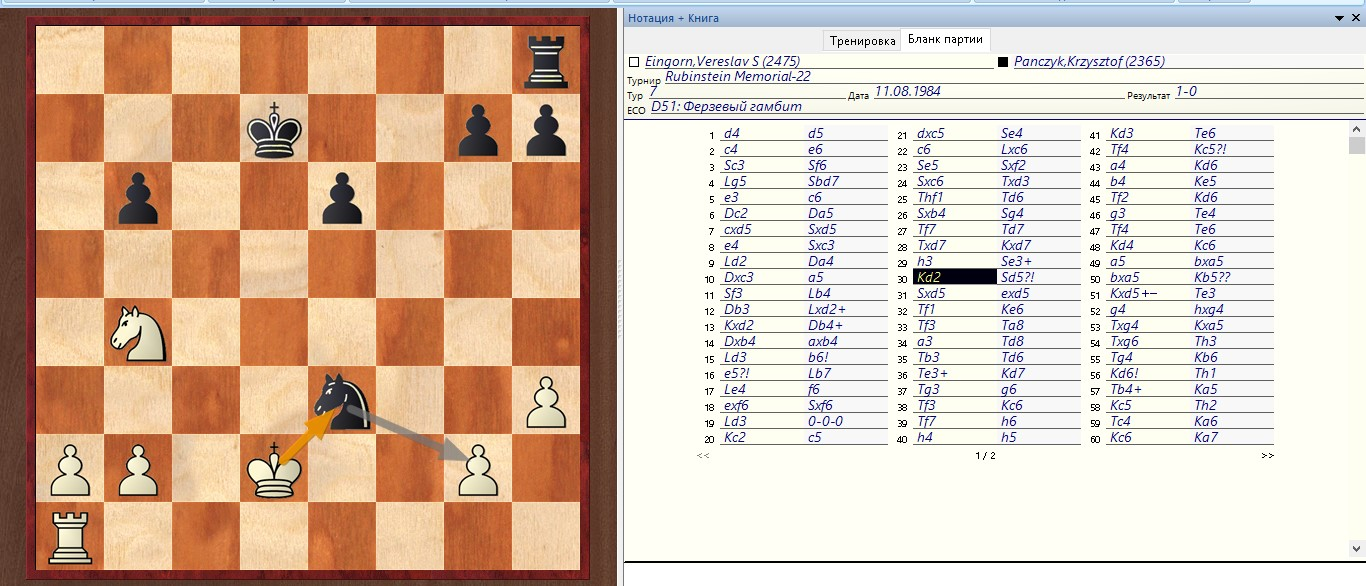 Нотация + Книга
Тренировка Бланк партии
Eingorn,Vereslav S (2475) Panczyk,Krzysztof (2365)
Турнир Rubinstein Memorial-22
Тур 7 Дата 11.08.1984 Результат 1-0
ECO D51: Ферзевый гамбит
1 d4 d5 21 dxc5 Se4 41 Kd3 Te6
2 c4 e6 22 c6 Lxc6 42 Tf4 Kc5?!
3 Sc3 Sf6 23 Se5 Sxf2 43 a4 Kd6
4 Lg5 Sbd7 24 Sxc6 Txd3 44 b4 Ke5
5 e3 c6 25 Thf1 Td6 45 Tf2 Kd6
6 Dc2 Da5 26 Sxb4 Sg4 46 g3 Te4
7 cxd5 Sxd5 27 Tf7 Td7 47 Tf4 Te6
8 e4 Sxc3 28 Txd7 Kxd7 48 Kd4 Kc6
9 Ld2 Da4 29 h3 Se3+ 49 a5 bxa5
10 Dxc3 a5 30 Kd2 Sd5?! 50 bxa5 Kb5??
11 Sf3 Lb4 31 Sxd5 exd5 51 Kxd5+− Te3
12 Db3 Lxd2+ 32 Tf1 Ke6 52 g4 hxg4
13 Kxd2 Db4+ 33 Tf3 Ta8 53 Txg4 Kxa5
14 Dxb4 axb4 34 a3 Td8 54 Txg6 Th3
15 Ld3 b6! 35 Tb3 Td6 55 Tg4 Kb6
16 e5?! Lb7 36 Te3+ Kd7 56 Kd6! Th1
17 Le4 f6 37 Tg3 g6 57 Tb4+ Ka5
18 exf6 Sxf6 38 Tf3 Kc6 58 Kc5 Th2
19 Ld3 0-0-0 39 Tf7 h6 59 Tc4 Ka6
20 Kc2 c5 40 h4 h5 60 Kc6 Ka7
<< 1 / 2 >>